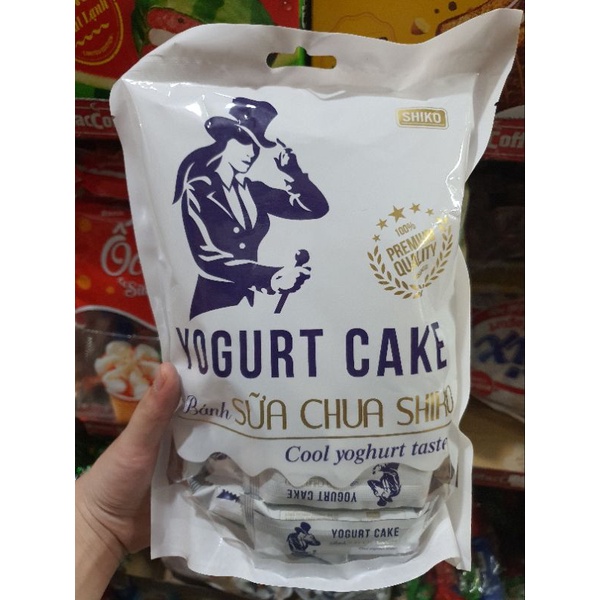 SHIKO
100%
PREMIUM
QUALITY
YOGURT CAKE
Bánh SỮA CHUA SHIKO
Cool yoghurt taste
YOGURT CAKE
YOGURT CAKE